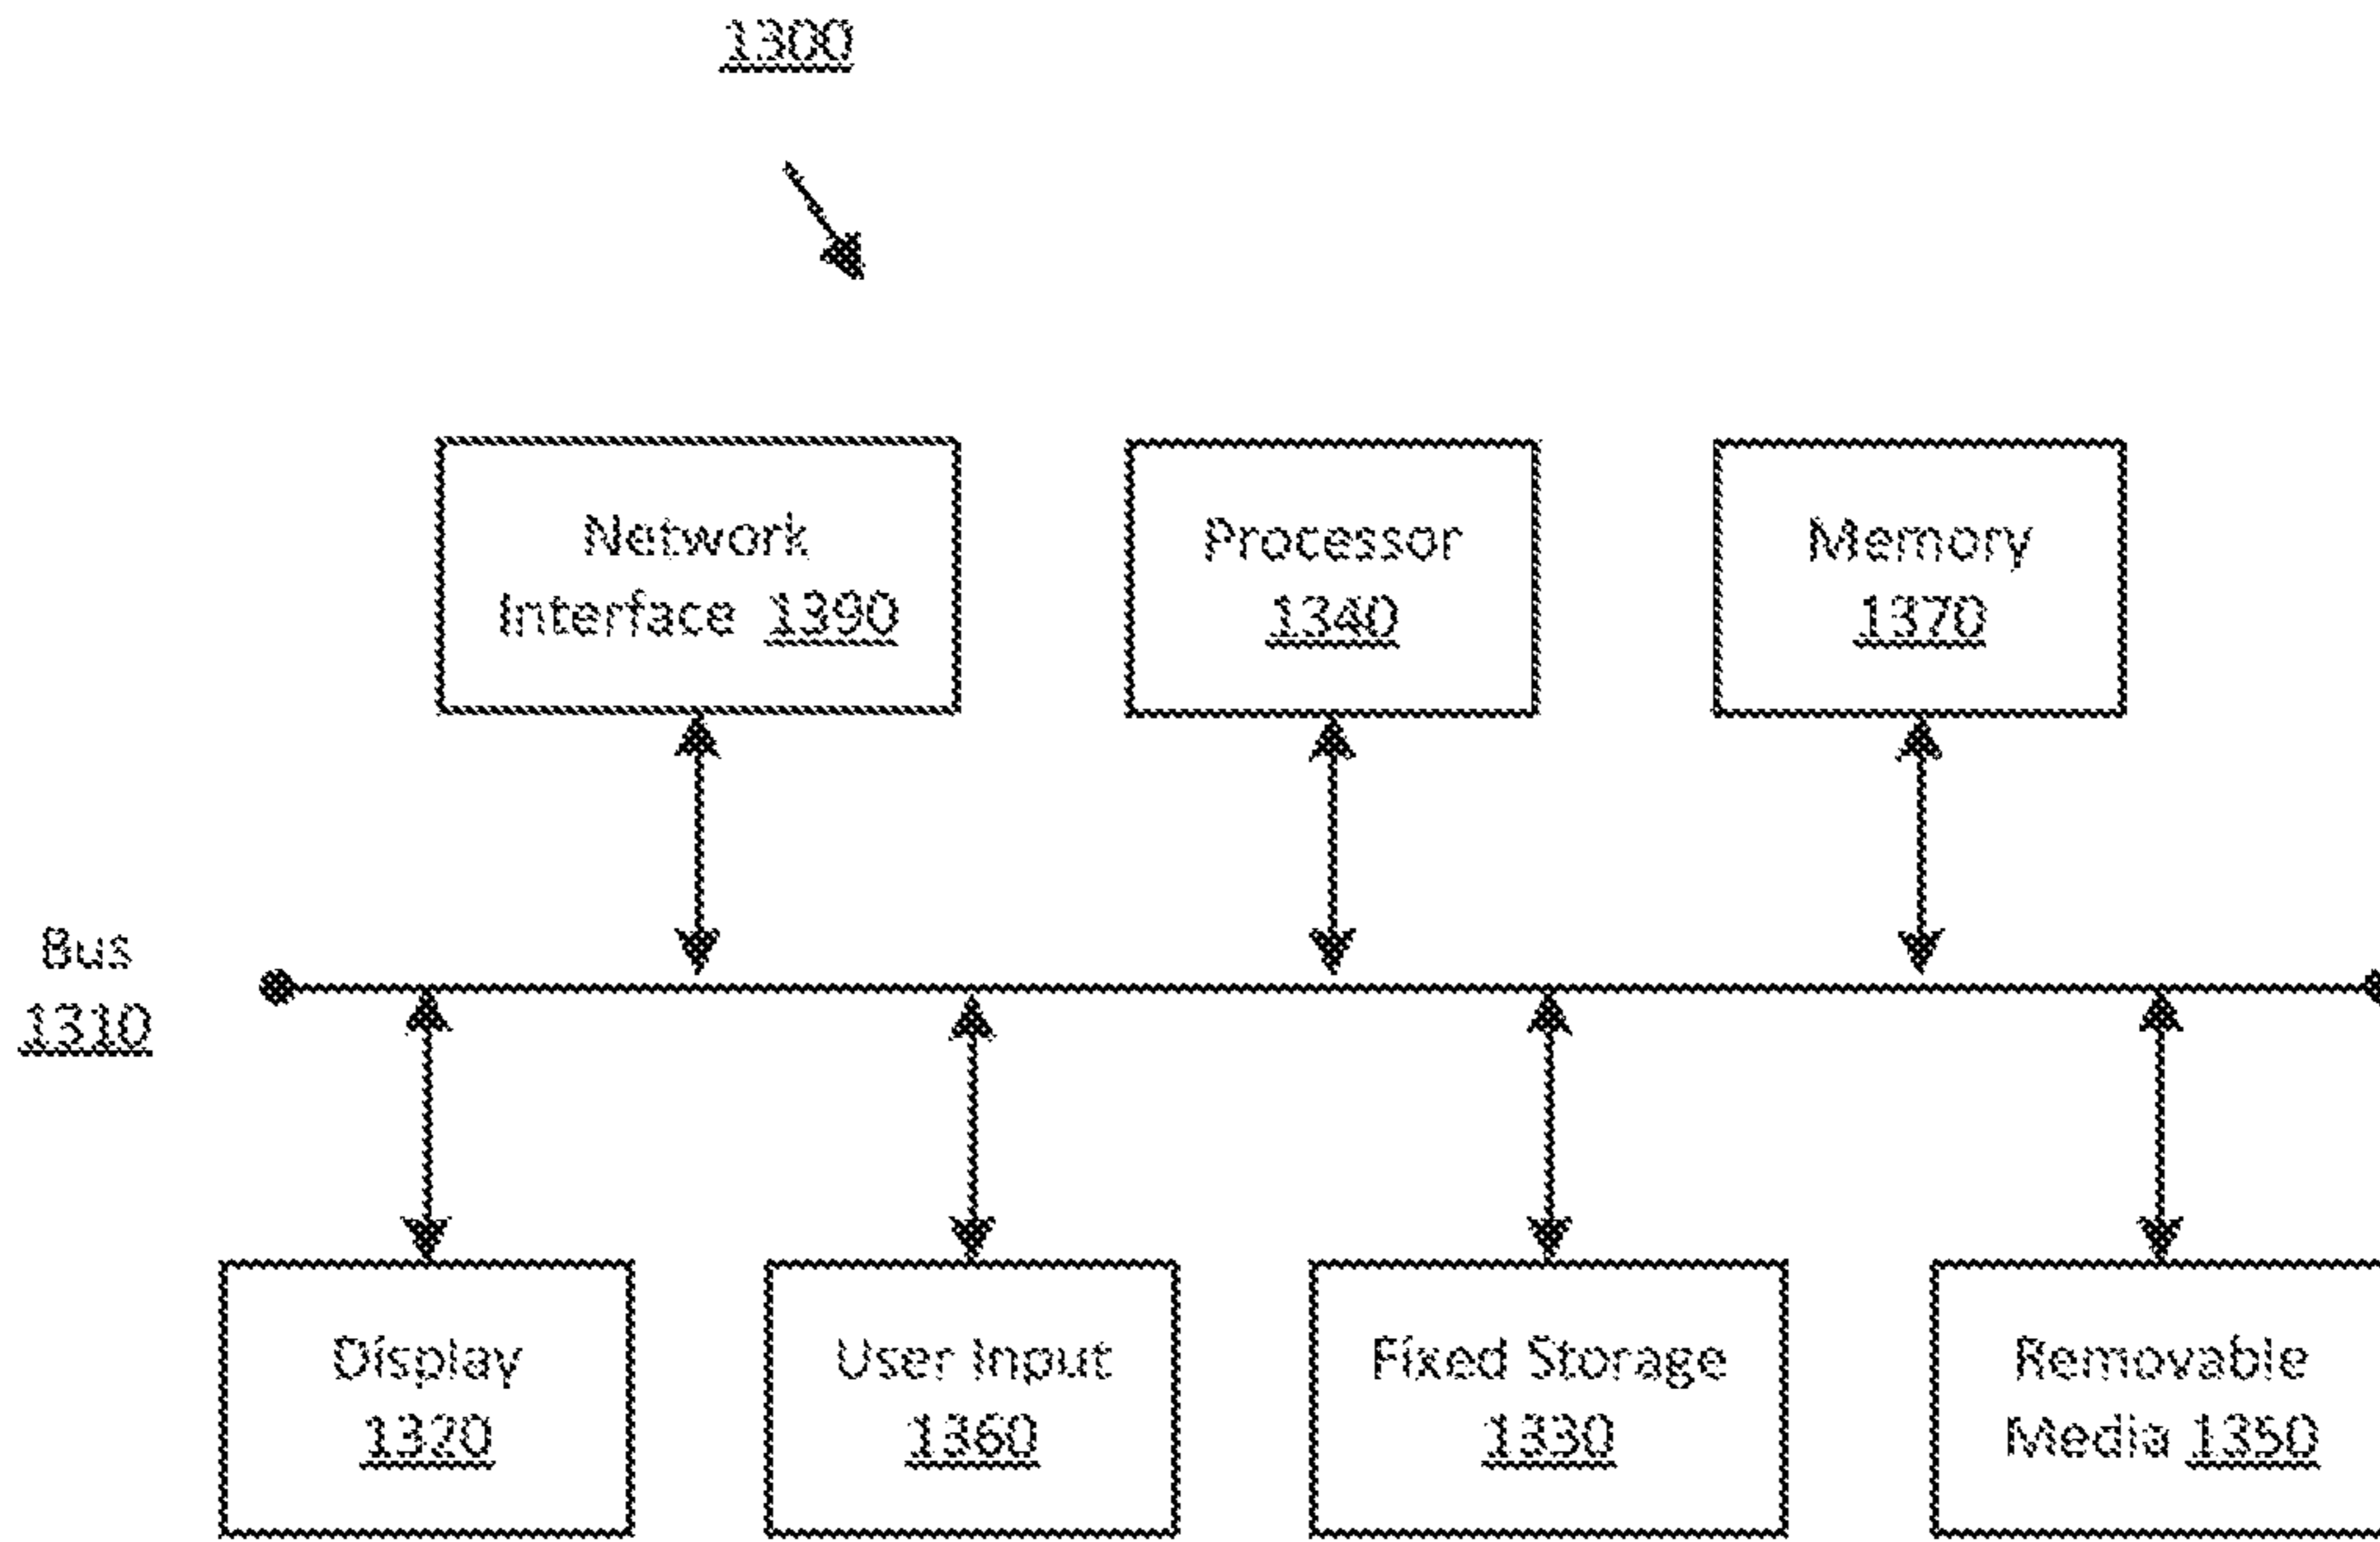 1300
Network
Interface 1390
Processor
1340
Memory
1370
Bus
1310
Display
1320
User Input
1360
Fixed Storage
1330
Removable
Media 1350